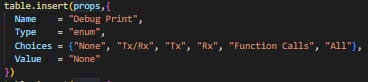 table.insert(props,{
  Name    = "Debug Print",
  Type    = "enum",
  Choices = {"None", "Tx/Rx", "Tx", "Rx", "Function Calls", "All"},
  Value   = "None"
})